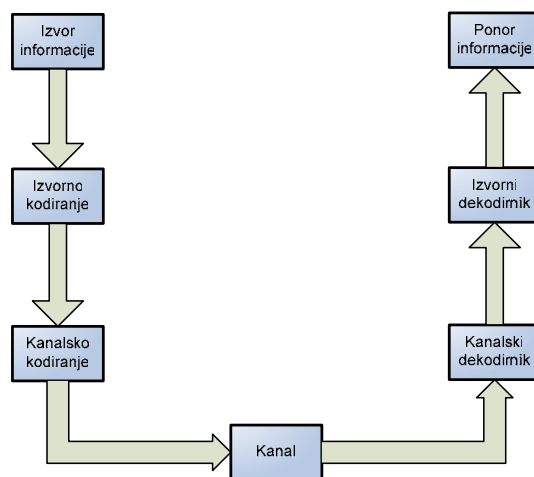 Izvor
informacije
Izvorno
kodiranje
Kanalsko
kodiranje
Kanal
Kanalski
dekodirnik
Izvorni
dekodirnik
Ponor
informacije